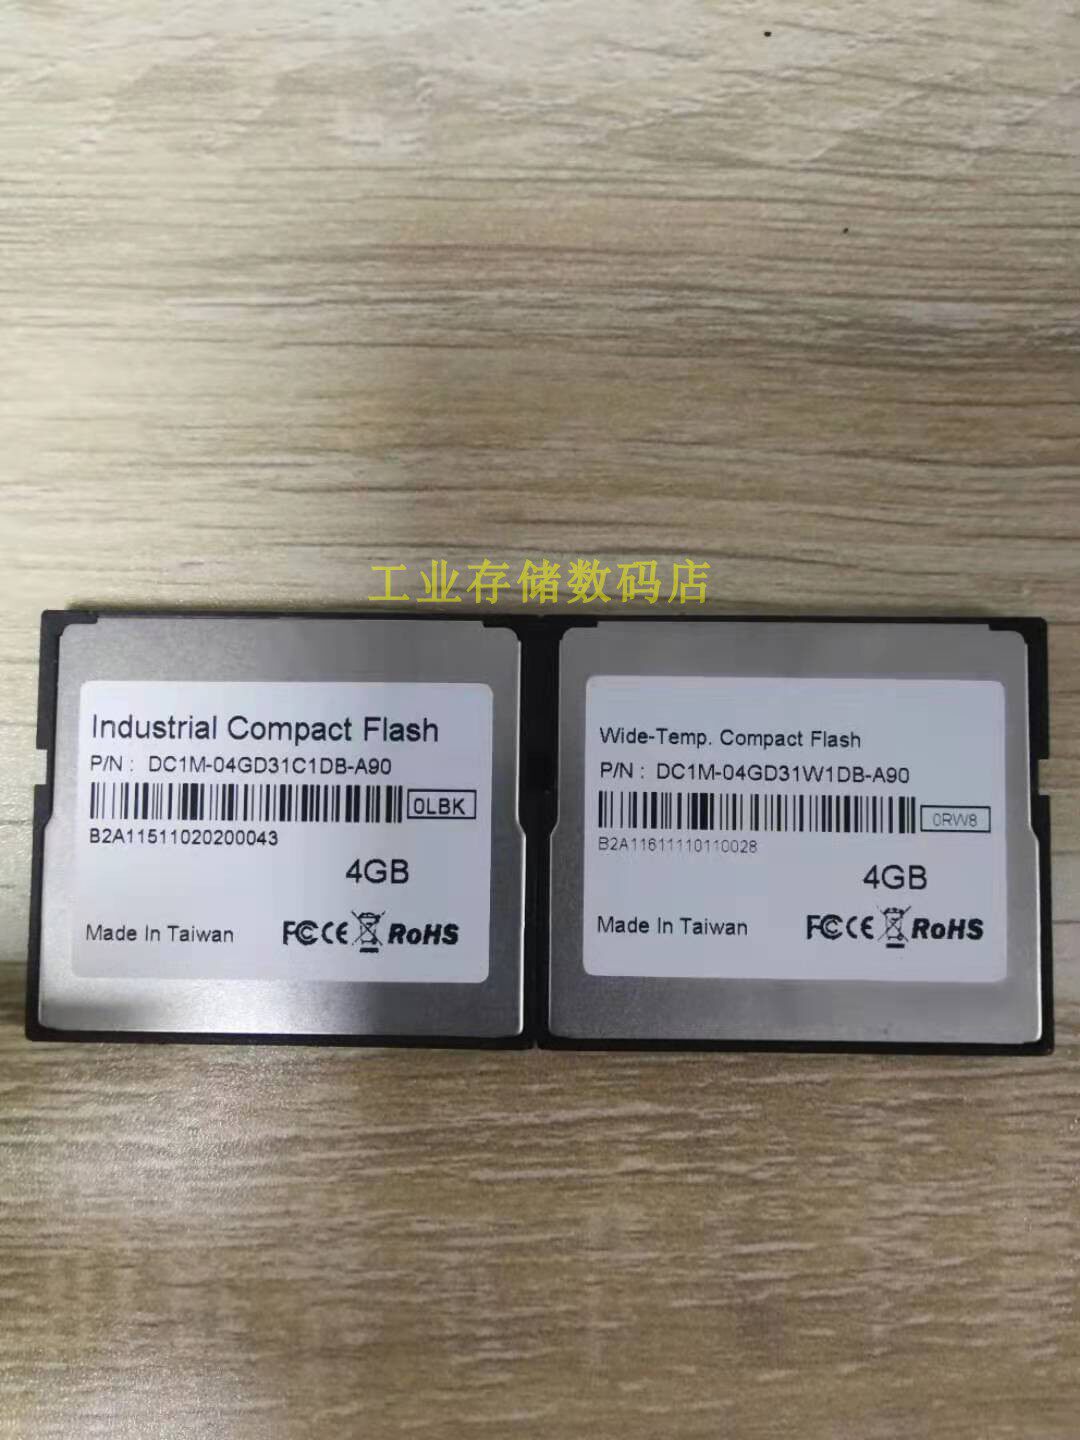 工业存储数码店
Industrial Compact Flash
P/N : DC1M-04GD31C1DB-A90
0LBK
B2A11511020200043
4GB
Made In Taiwan
FC CE RoHS
Wide-Temp. Compact Flash
P/N : DC1M-04GD31W1DB-A90
0RW8
B2A11611110110028
4GB
Made In Taiwan
FC CE RoHS